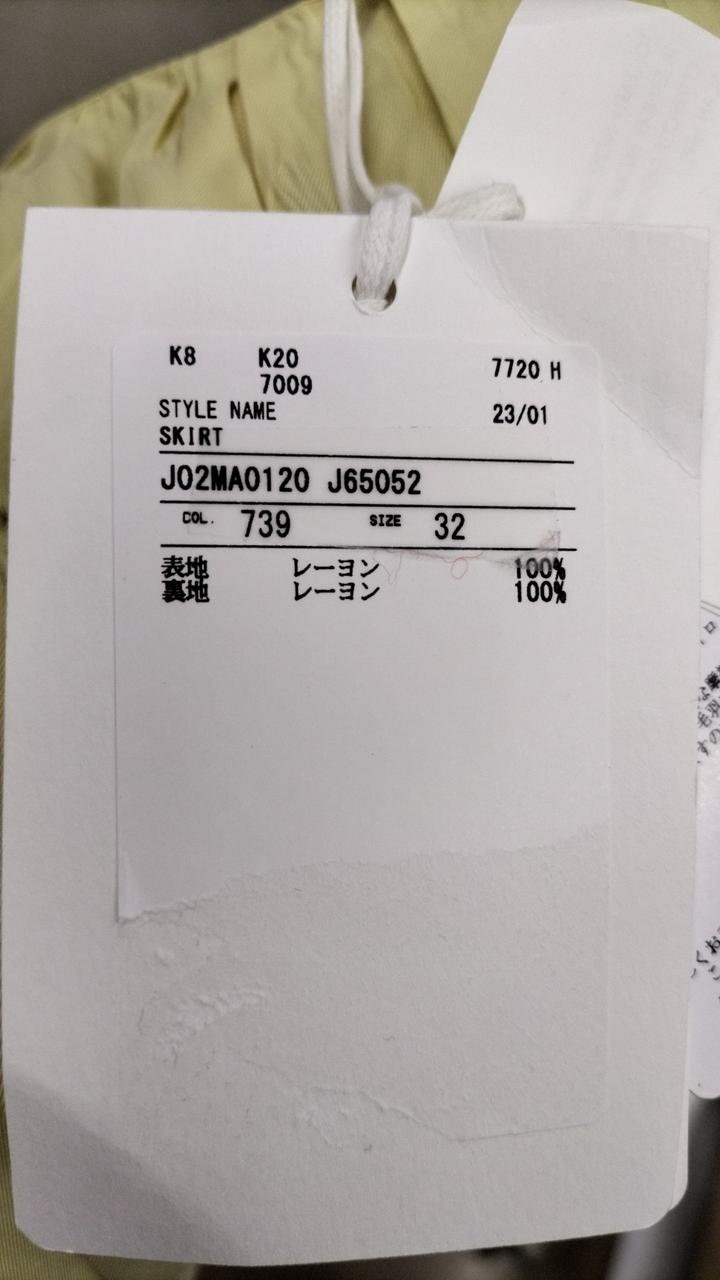 K8 K20 7720 H
7009
STYLE NAME 23/01
SKIRT
J02MA0120 J65052
COL. 739 SIZE 32
表地 レーヨン 100%
裏地 レーヨン 100%